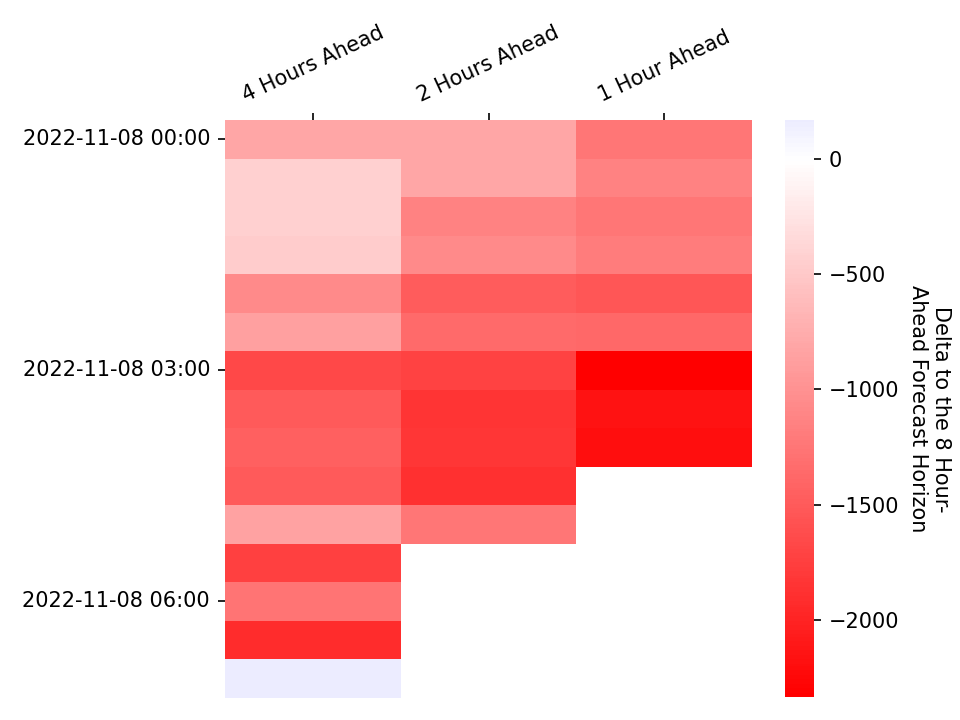 4 Hours Ahead
2 Hours Ahead
1 Hour Ahead
2022-11-08 00:00
2022-11-08 03:00
2022-11-08 06:00
0
−500
−1000
−1500
−2000
Delta to the 8 Hour-
Ahead Forecast Horizon